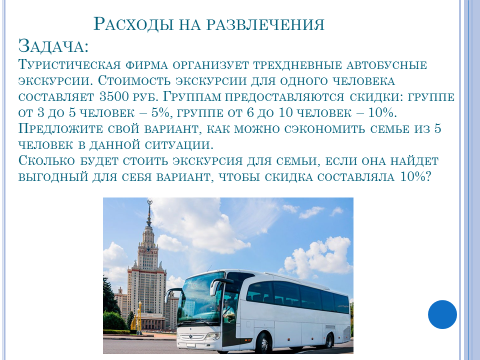 Расходы на развлечения
Задача:
Туристическая фирма организует трехдневные автобусные
экскурсии. Стоимость экскурсии для одного человека
составляет 3500 руб. Группам предоставляются скидки: группе
от 3 до 5 человек – 5%, группе от 6 до 10 человек – 10%.
Предложите свой вариант, как можно сэкономить семье из 5
человек в данной ситуации.
Сколько будет стоить экскурсия для семьи, если она найдет
выгодный для себя вариант, чтобы скидка составляла 10%?